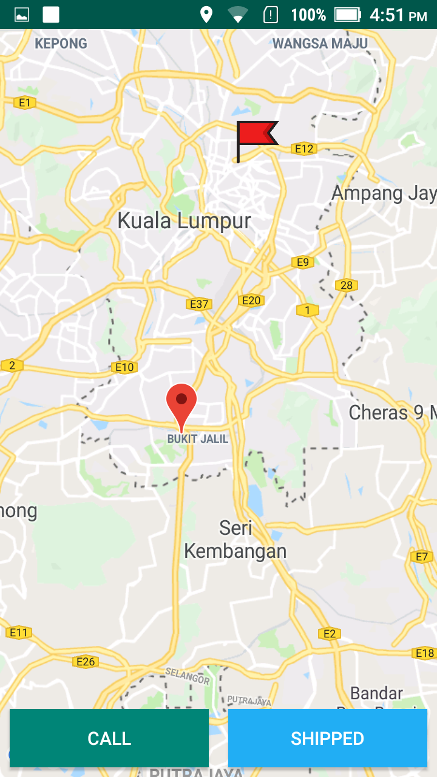 100% 4:51 PM
KEPONG
WANGSA MAJU
E1
E12
Ampang Jay
Kuala Lumpur
E9
28
E37
E20
1
2
E10
Cheras 9 M
BUKIT JALIL
nong
Seri
Kembangan
E7
E11
E2
E18
E26
SELANGOR
PUTRAJAYA
Bandar
CALL
SHIPPED
PUTRAJAYA